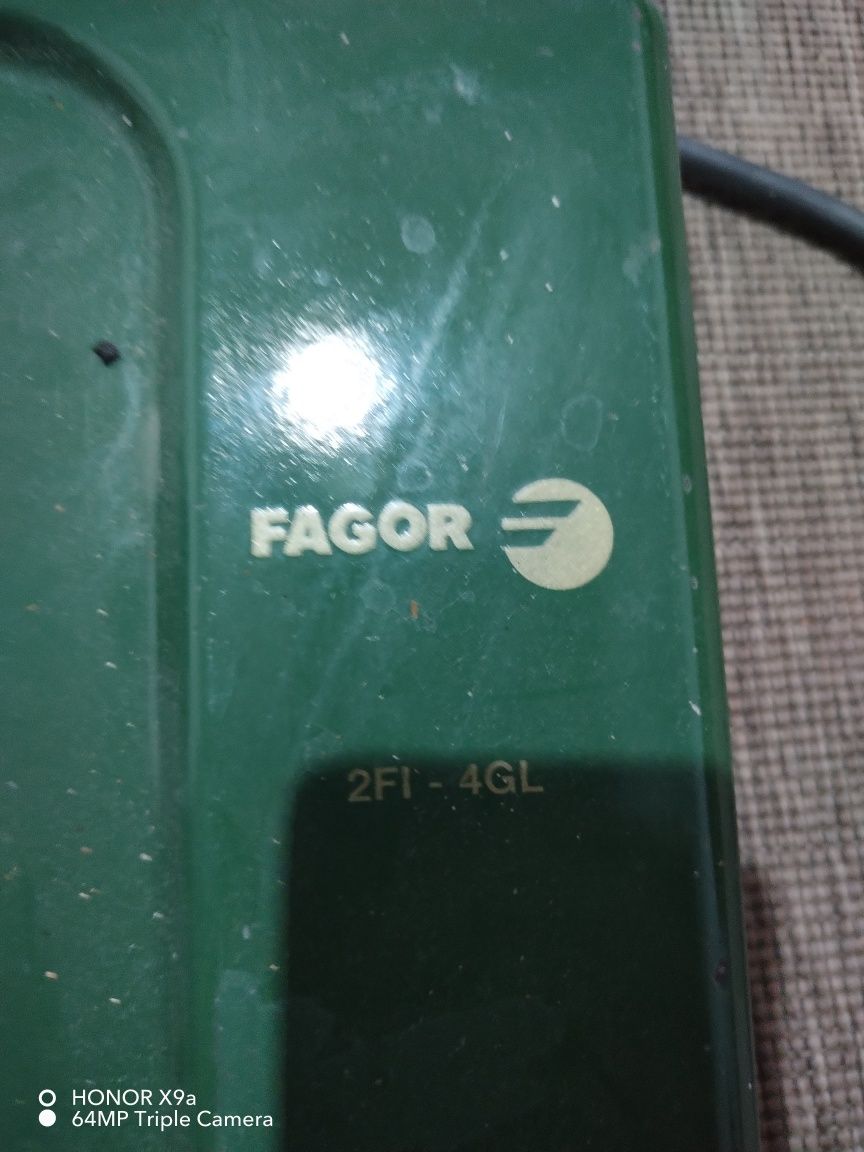 FAGOR
2FI - 4GL
HONOR X9a
64MP Triple Camera